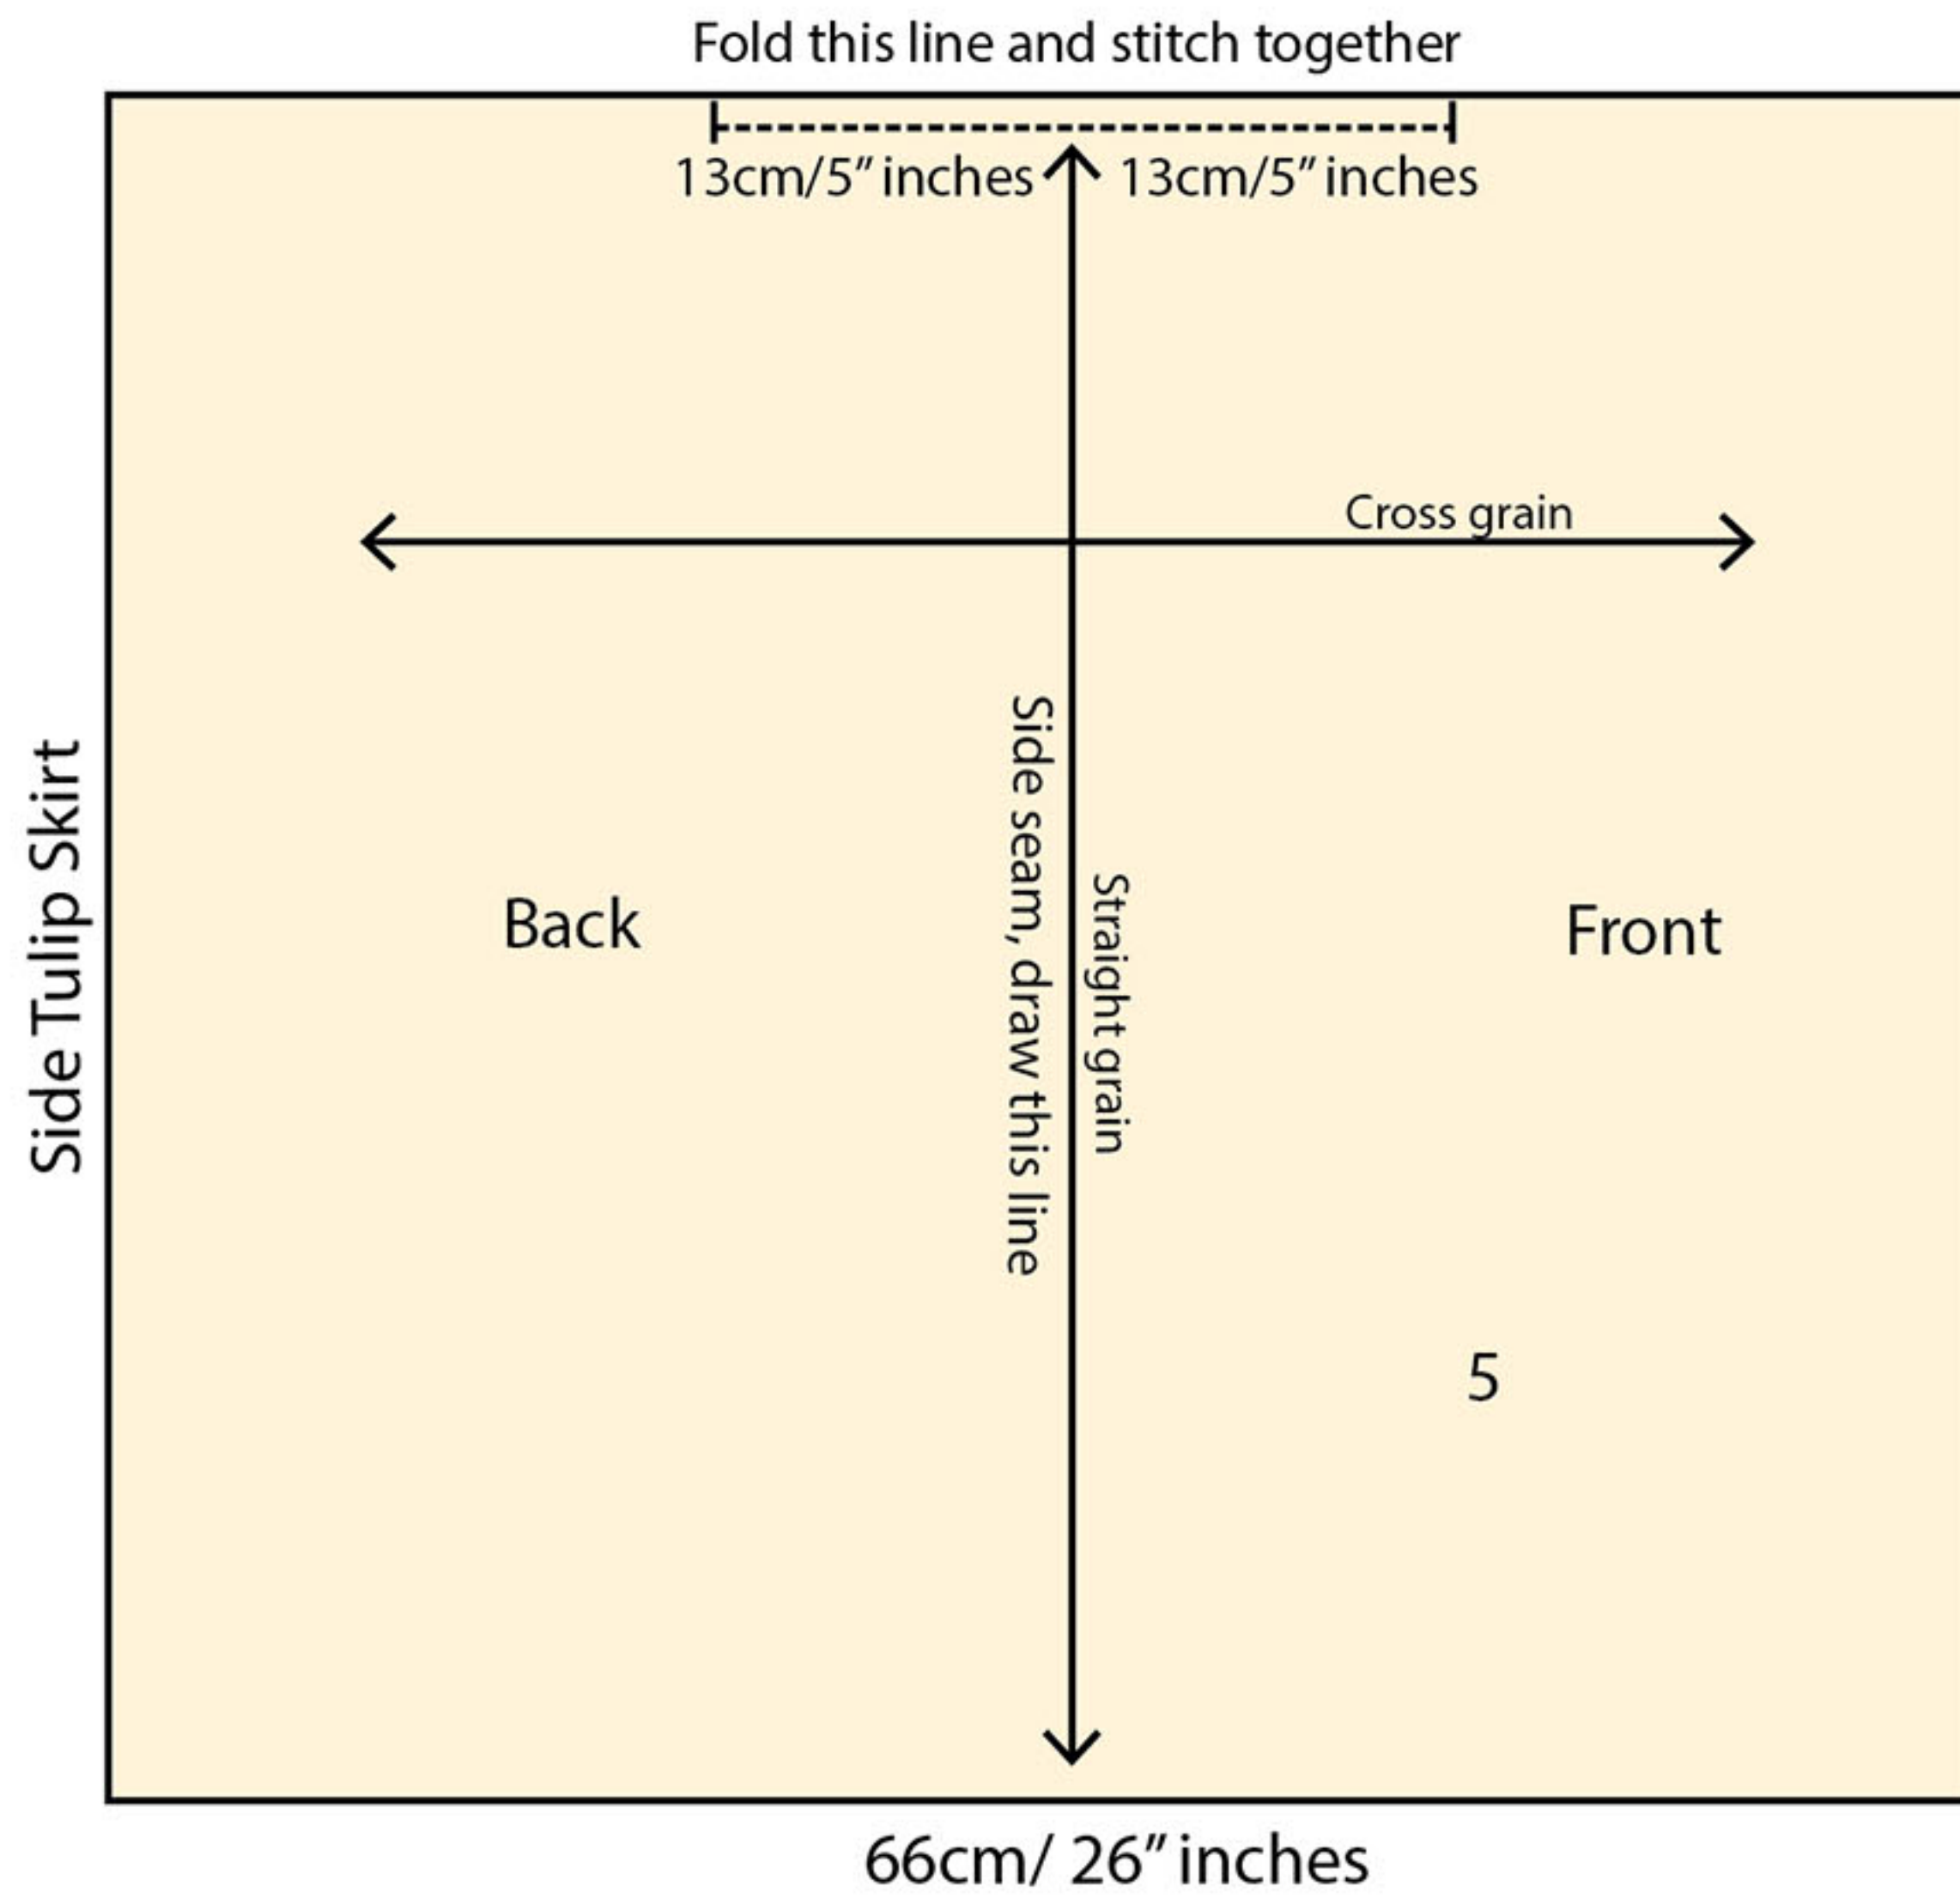 Fold this line and stitch together
13cm/5” inches
13cm/5” inches
Cross grain
Side Tulip Skirt
Back
Side seam, draw this line
Straight grain
Front
5
66cm/ 26” inches